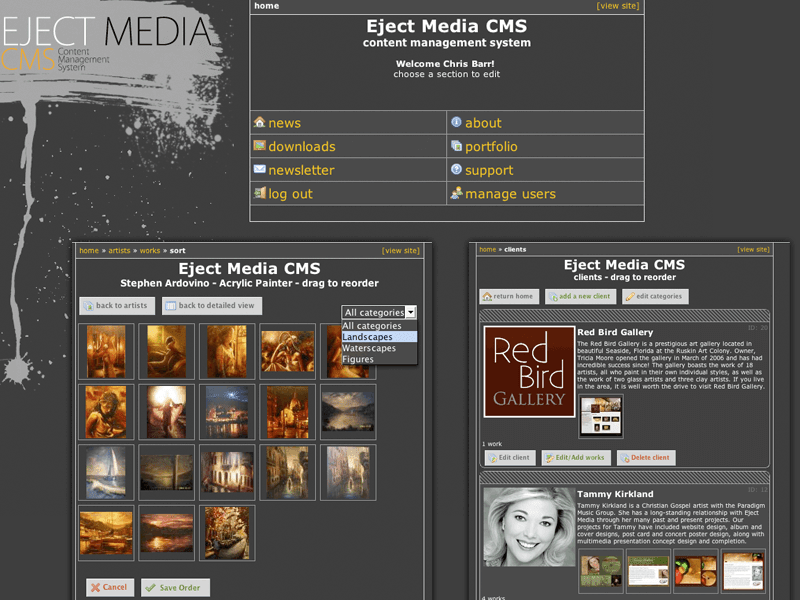 EJECT MEDIA
CMS Content
Management
System
home [view site]
Eject Media CMS
content management system
Welcome Chris Barr!
choose a section to edit
news about
downloads portfolio
newsletter support
log out manage users
home » artists » works » sort [view site]
Eject Media CMS
Stephen Ardovino - Acrylic Painter - drag to reorder
back to artists back to detailed view
All categories
All categories
Landscapes
Waterscapes
Figures
Cancel Save Order
home » clients [view site]
Eject Media CMS
clients - drag to reorder
return home add a new client edit categories
ID: 20
Red Bird Gallery
The Red Bird Gallery is a prestigious art gallery located in
beautiful Seaside, Florida at the Ruskin Art Colony. Owner,
Tricia Moore opened the gallery in March of 2006 and has had
incredible success since! The gallery boasts the work of 18
artists, all who paint in their own individual styles, as well as
the work of two glass artists and three clay artists. If you live
in the area, it is well worth the drive to visit Red Bird Gallery.
Red
Bird
GALLERY
1 work
Edit client Edit/Add works Delete client
ID: 12
Tammy Kirkland
Tammy Kirkland is a Christian Gospel artist with the Paradigm
Music Group. She has a long-standing relationship with Eject
Media through her many past and present projects. Our
projects for Tammy have included website design, album and
cover designs, post card and concert poster design, along with
multimedia presentation concept design and completion.
4 works